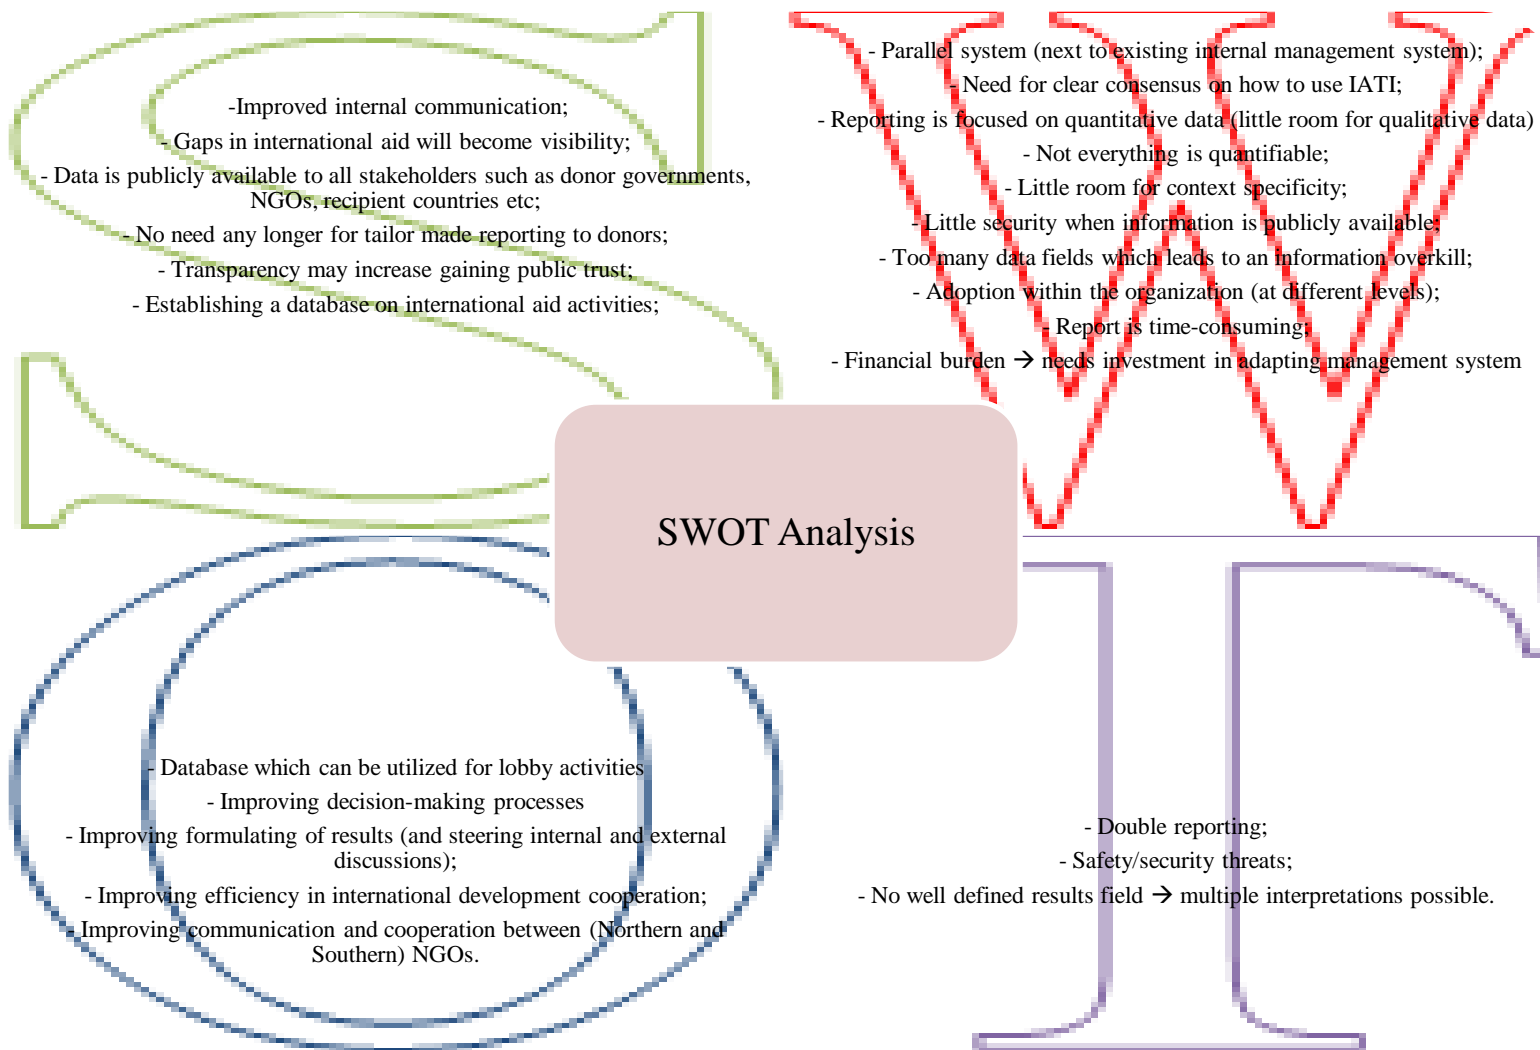 -Improved internal communication;
- Gaps in international aid will become visibility;
- Data is publicly available to all stakeholders such as donor governments,
NGOs, recipient countries etc;
- No need any longer for tailor made reporting to donors;
- Transparency may increase gaining public trust;
- Establishing a database on international aid activities;
- Parallel system (next to existing internal management system);
- Need for clear consensus on how to use IATI;
- Reporting is focused on quantitative data (little room for qualitative data)
- Not everything is quantifiable;
- Little room for context specificity;
- Little security when information is publicly available;
- Too many data fields which leads to an information overkill;
- Adoption within the organization (at different levels);
- Report is time-consuming;
- Financial burden → needs investment in adapting management system
SWOT Analysis
- Database which can be utilized for lobby activities
- Improving decision-making processes
- Improving formulating of results (and steering internal and external
discussions);
- Improving efficiency in international development cooperation;
- Improving communication and cooperation between (Northern and
Southern) NGOs.
- Double reporting;
- Safety/security threats;
- No well defined results field → multiple interpretations possible.
S
W
O
T